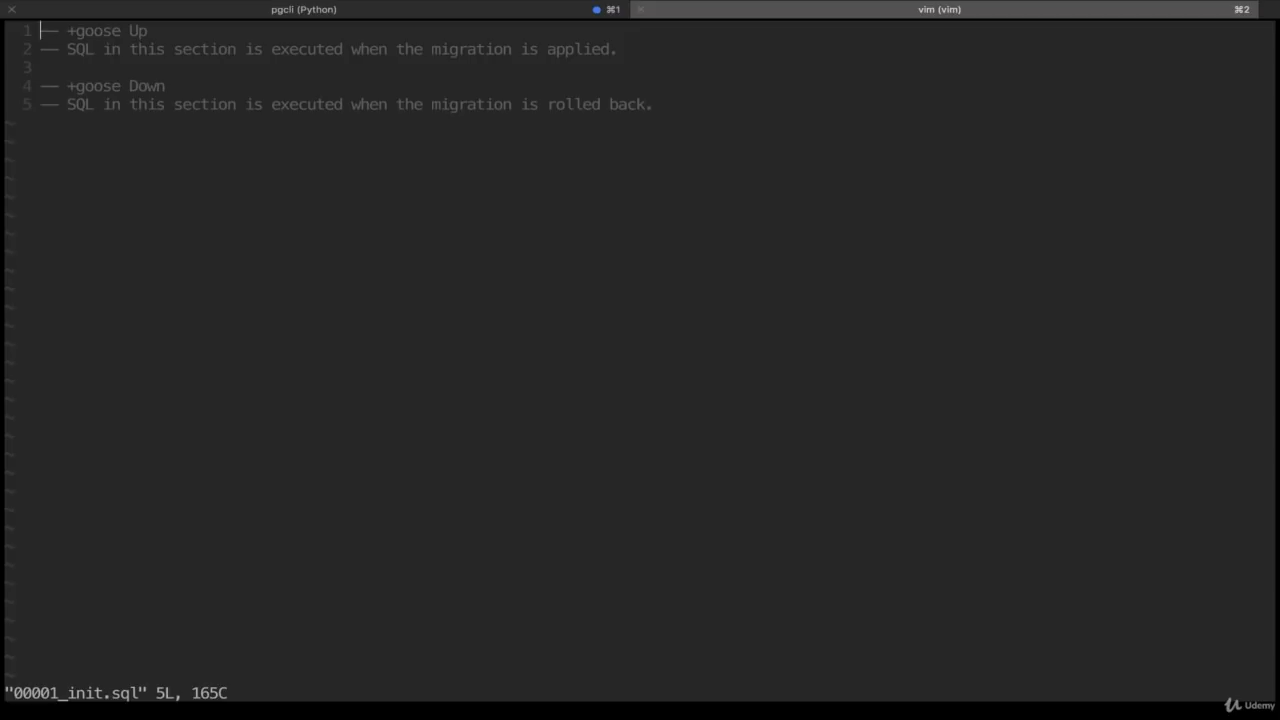 pgcli (Python) ⌘1 vim (vim) ⌘2
1 -- +goose Up
2 -- SQL in this section is executed when the migration is applied.
3
4 -- +goose Down
5 -- SQL in this section is executed when the migration is rolled back.
"00001_init.sql" 5L, 165C
Udemy